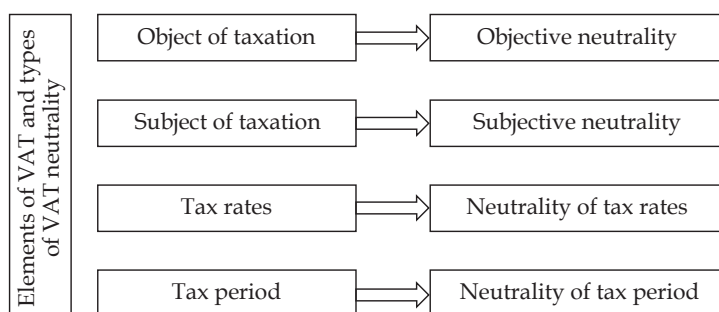 Elements of VAT and types
of VAT neutrality
Object of taxation
Objective neutrality
Subject of taxation
Subjective neutrality
Tax rates
Neutrality of tax rates
Tax period
Neutrality of tax period